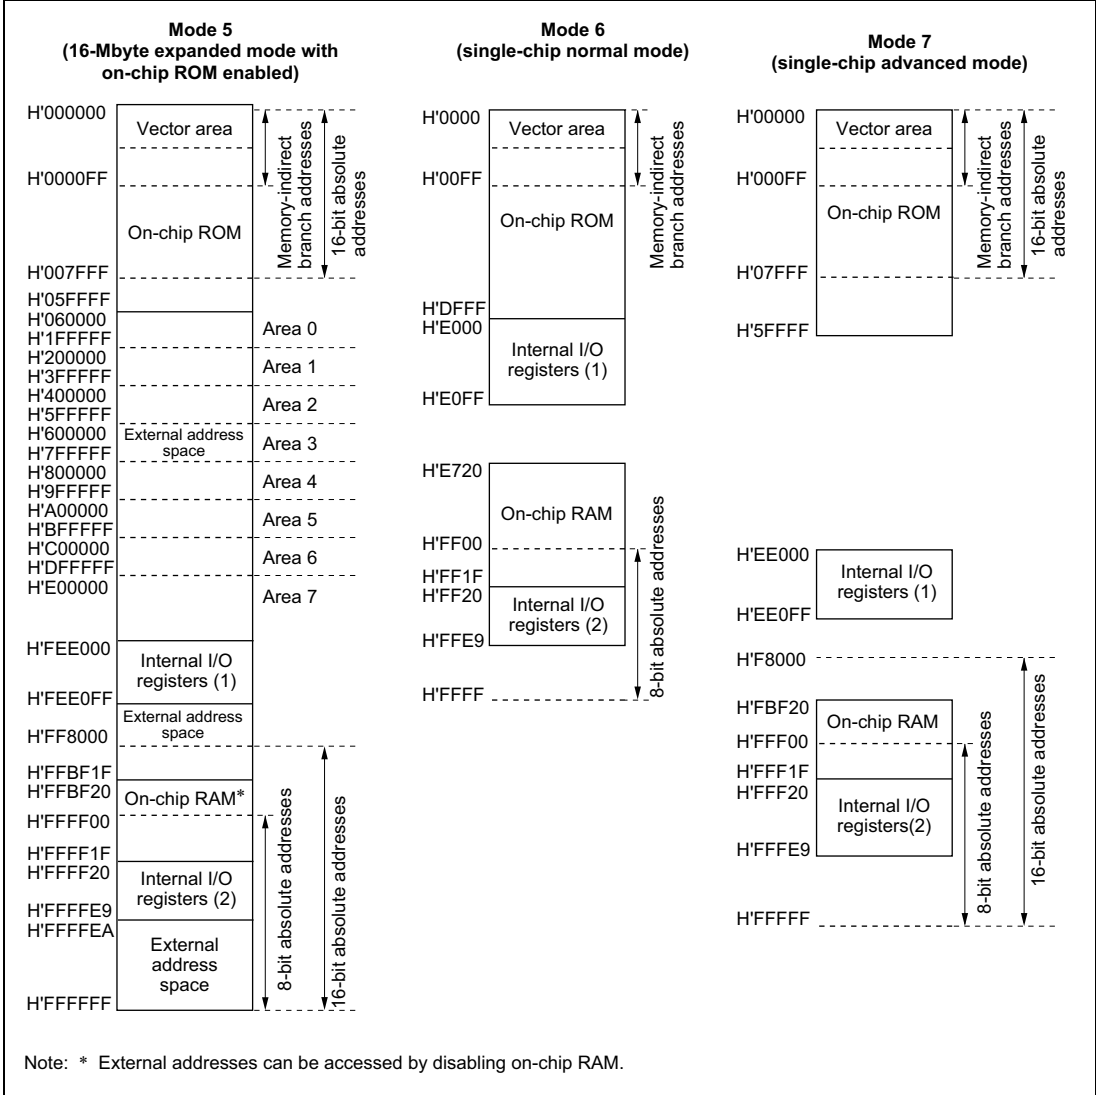 Mode 5
(16-Mbyte expanded mode with
on-chip ROM enabled)
H'000000
Vector area
H'0000FF
On-chip ROM
H'007FFF
H'05FFFF
H'060000
H'1FFFFF
H'200000
H'3FFFFF
H'400000
H'5FFFFF
H'600000
H'7FFFFF
H'800000
H'9FFFFF
H'A00000
H'BFFFFF
H'C00000
H'DFFFFF
H'E00000
External address
space
Area 0
Area 1
Area 2
Area 3
Area 4
Area 5
Area 6
Area 7
Memory-indirect
branch addresses
16-bit absolute
addresses
H'FEE000
Internal I/O
registers (1)
H'FEE0FF
External address
space
H'FF8000
H'FFBF1F
H'FFBF20
On-chip RAM*
H'FFFF00
H'FFFF1F
H'FFFF20
Internal I/O
registers (2)
H'FFFFE9
H'FFFFEA
External
address
space
H'FFFFFF
8-bit absolute addresses
16-bit absolute addresses
Mode 6
(single-chip normal mode)
H'0000
Vector area
H'00FF
On-chip ROM
Memory-indirect
branch addresses
H'DFFF
H'E000
Internal I/O
registers (1)
H'E0FF
H'E720
On-chip RAM
H'FF00
H'FF1F
H'FF20
Internal I/O
registers (2)
H'FFE9
H'FFFF
8-bit absolute addresses
Mode 7
(single-chip advanced mode)
H'00000
Vector area
H'000FF
On-chip ROM
H'07FFF
H'5FFFF
Memory-indirect
branch addresses
16-bit absolute
addresses
H'EE000
Internal I/O
registers (1)
H'EE0FF
H'F8000
H'FBF20
On-chip RAM
H'FFF00
H'FFF1F
H'FFF20
Internal I/O
registers(2)
H'FFFE9
H'FFFFF
8-bit absolute addresses
16-bit absolute addresses
Note: * External addresses can be accessed by disabling on-chip RAM.